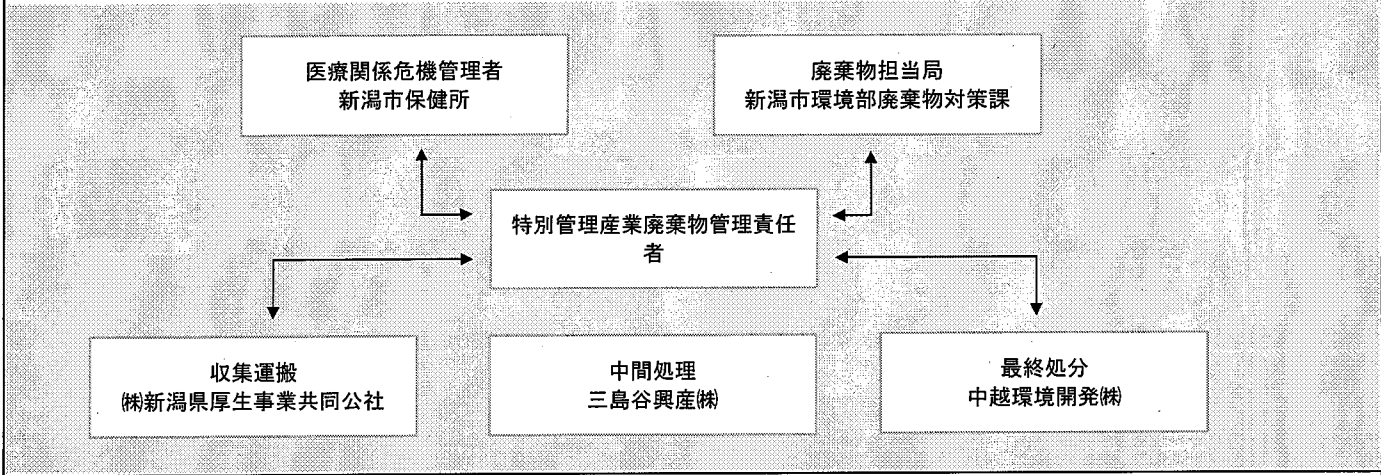 医療関係危機管理者
新潟市保健所
廃棄物担当局
新潟市環境部廃棄物対策課
特別管理産業廃棄物管理責任
者
収集運搬
㈱新潟県厚生事業共同公社
中間処理
三島谷興産㈱
最終処分
中越環境開発㈱